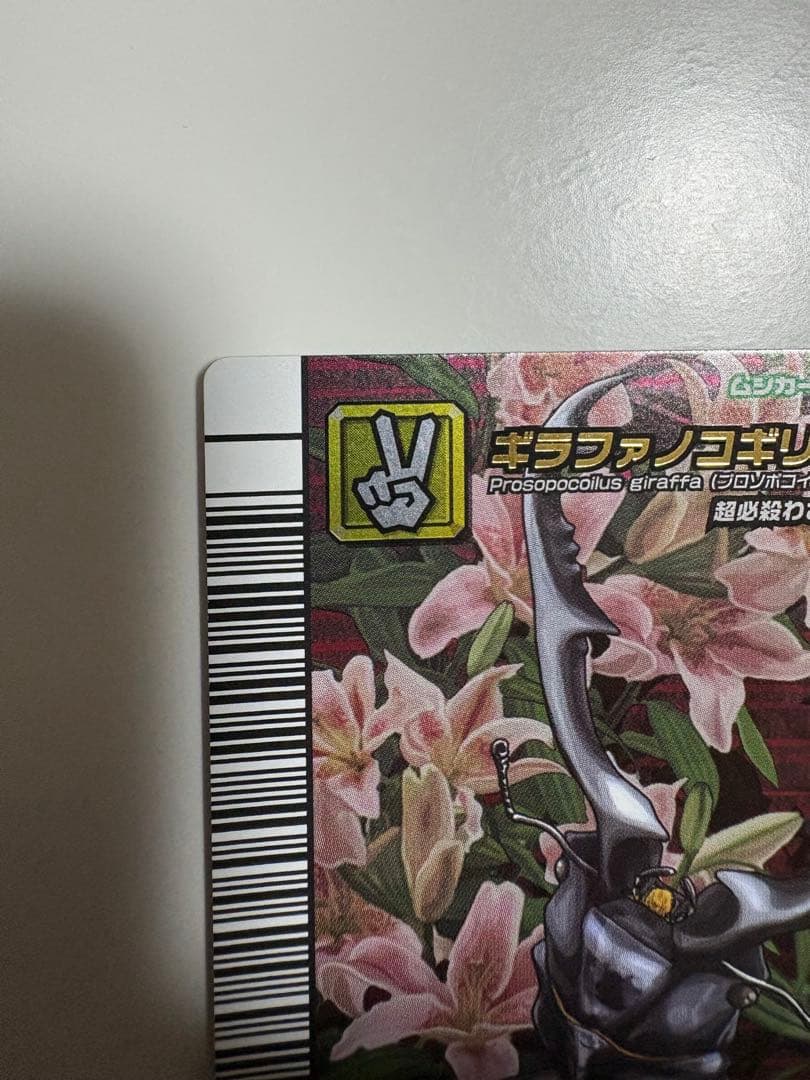 ムシカー
ギラファノコギリ
Prosopocoilus giraffa (プロソポコイ
超必殺わざ